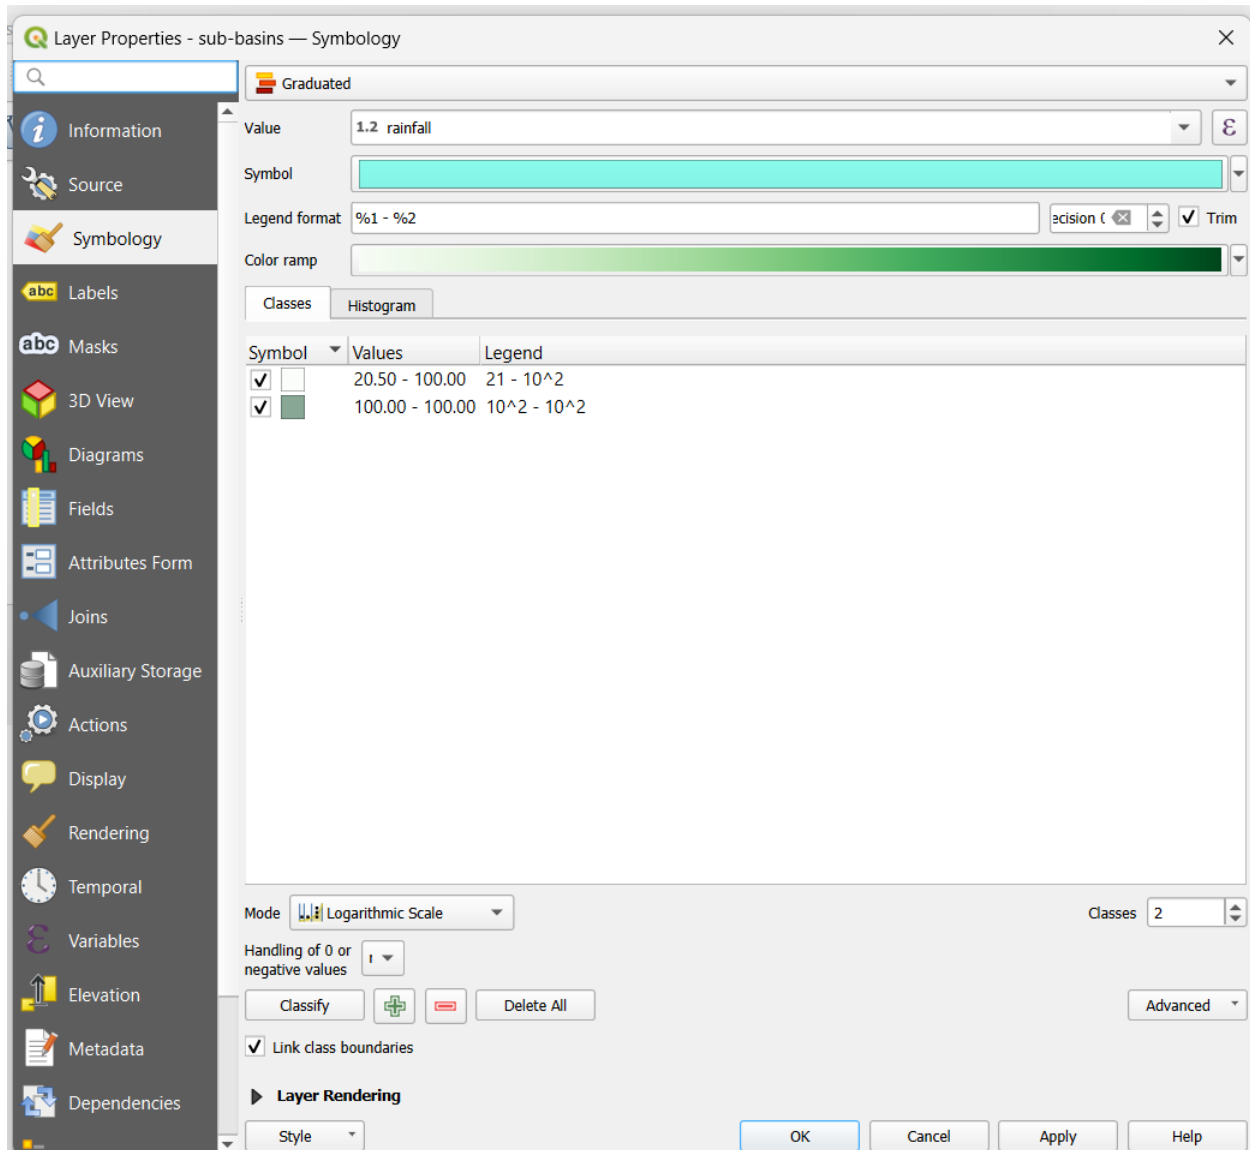 Layer Properties - sub-basins — Symbology
Graduated
Information
Value
1.2 rainfall
ε
Source
Symbol
Symbology
Legend format
%1 - %2
Trim
Color ramp
Labels
Classes
Histogram
Masks
Symbol Values Legend
20.50 - 100.00 21 - 10^2
3D View
100.00 - 100.00 10^2 - 10^2
Diagrams
Fields
Attributes Form
Joins
Auxiliary Storage
Actions
Display
Rendering
Temporal
Mode
Logarithmic Scale
Classes 2
Variables
Handling of 0 or
negative values
Elevation
Classify
Delete All
Advanced
Metadata
Link class boundaries
Dependencies
Layer Rendering
Style
OK
Cancel
Apply
Help